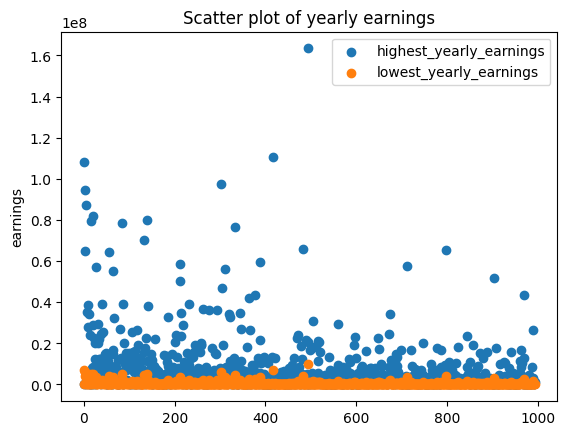 Scatter plot of yearly earnings
1e8
highest_yearly_earnings
lowest_yearly_earnings
1.6
1.4
1.2
1.0
0.8
0.6
0.4
0.2
0.0
earnings
0 200 400 600 800 1000